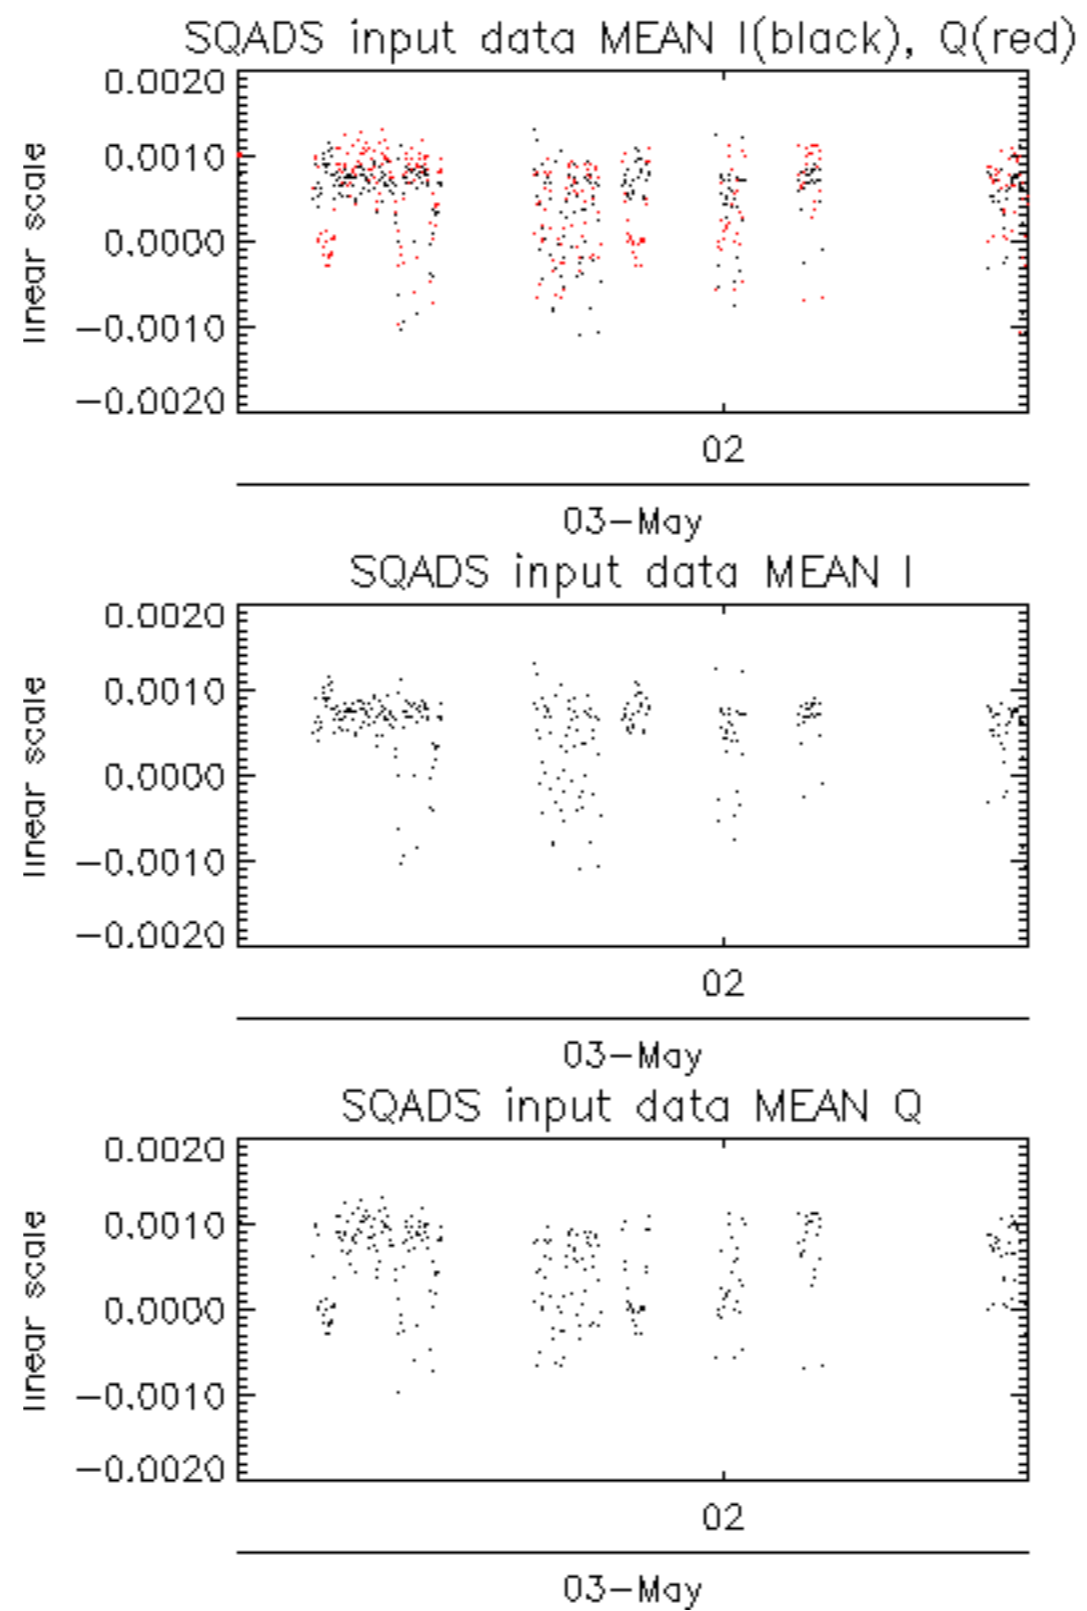 SQADS input data MEAN I(black), Q(red)
0.0020
0.0010
0.0000
−0.0010
−0.0020
linear scale
02
03−May
SQADS input data MEAN I
0.0020
0.0010
0.0000
−0.0010
−0.0020
linear scale
02
03−May
SQADS input data MEAN Q
0.0020
0.0010
0.0000
−0.0010
−0.0020
linear scale
02
03−May